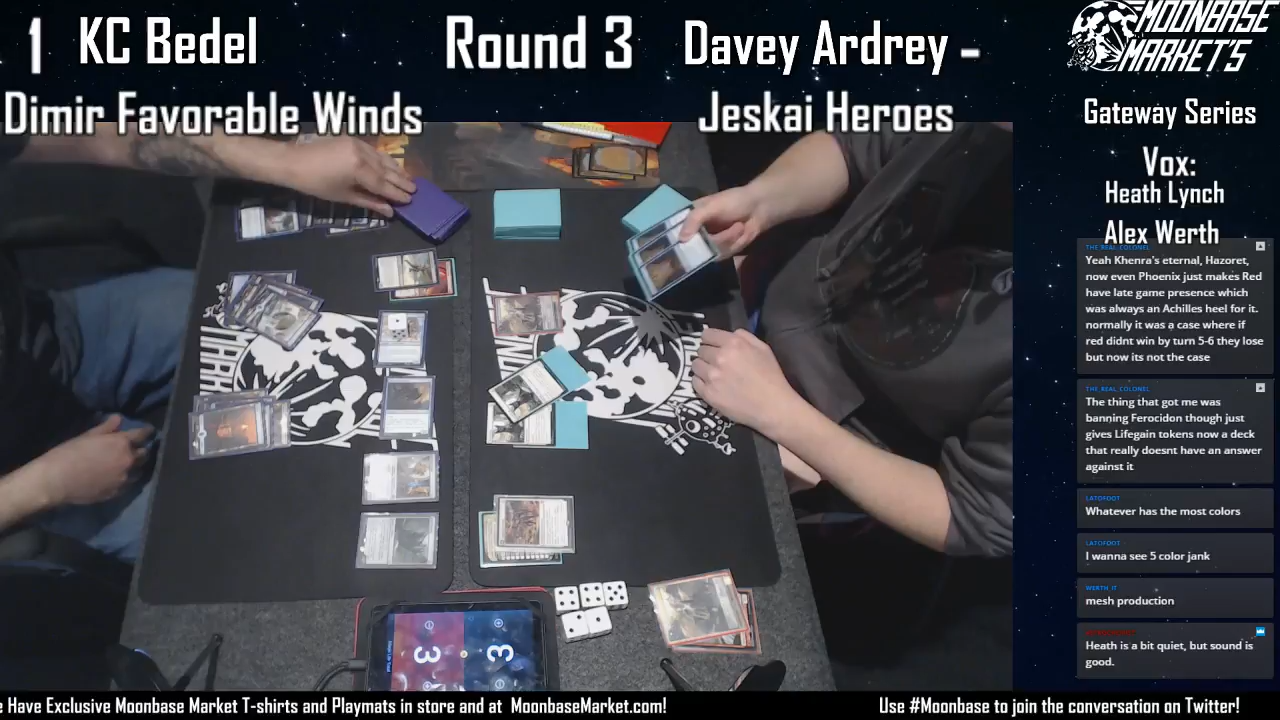 1 KC Bedel
Round 3
Davey Ardrey -
MOONBASE
MARKET'S
Dimir Favorable Winds
Jeskai Heroes
Gateway Series
Vox:
Heath Lynch
Alex Werth
THE_REAL_COLONEL
Yeah Khenra's eternal, Hazoret,
now even Phoenix just makes Red
have late game presence which
was always an Achilles heel for it.
normally it was a case where if
red didnt win by turn 5-6 they lose
but now its not the case
THE_REAL_COLONEL
The thing that got me was
banning Ferocidon though just
gives Lifegain tokens now a deck
that really doesnt have an answer
against it
LATOFOOT
Whatever has the most colors
LATOFOOT
I wanna see 5 color jank
WERTH_IT
mesh production
Heath is a bit quiet, but sound is
good.
3
3
e Have Exclusive Moonbase Market T-shirts and Playmats in store and at MoonbaseMarket.com!
Use #Moonbase to join the conversation on Twitter!